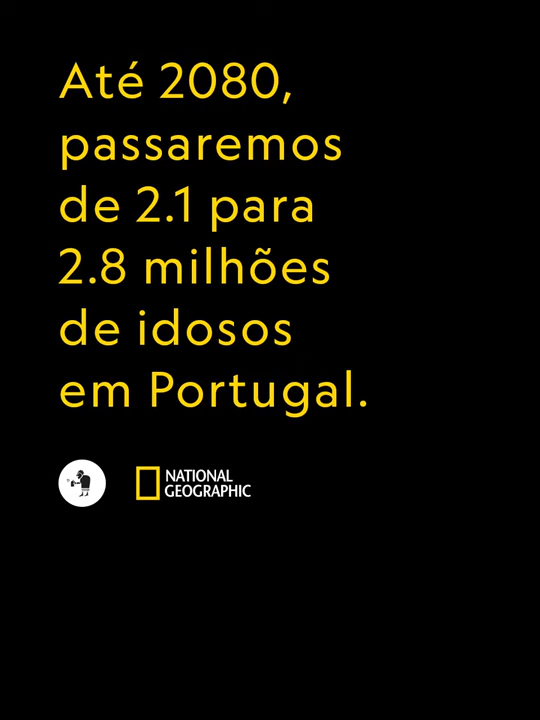 Até 2080,
passaremos
de 2.1 para
2.8 milhões
de idosos
em Portugal.
NATIONAL
GEOGRAPHIC